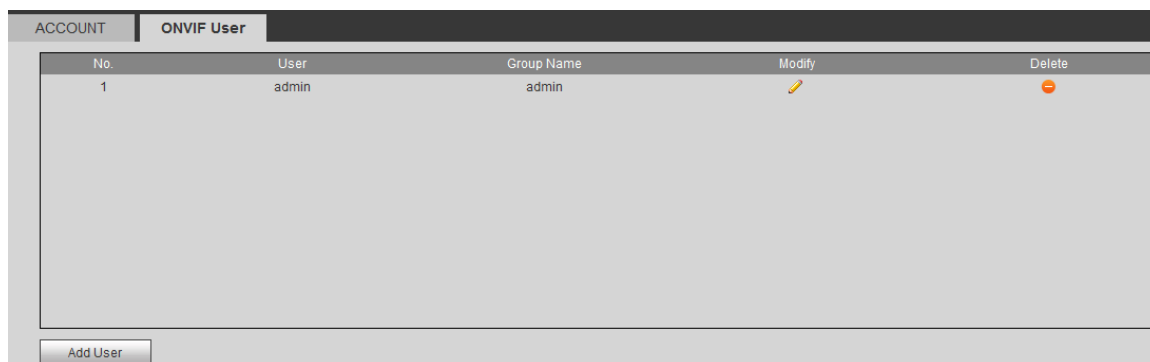 ACCOUNT ONVIF User
No. User Group Name Modify Delete
1 admin admin
Add User